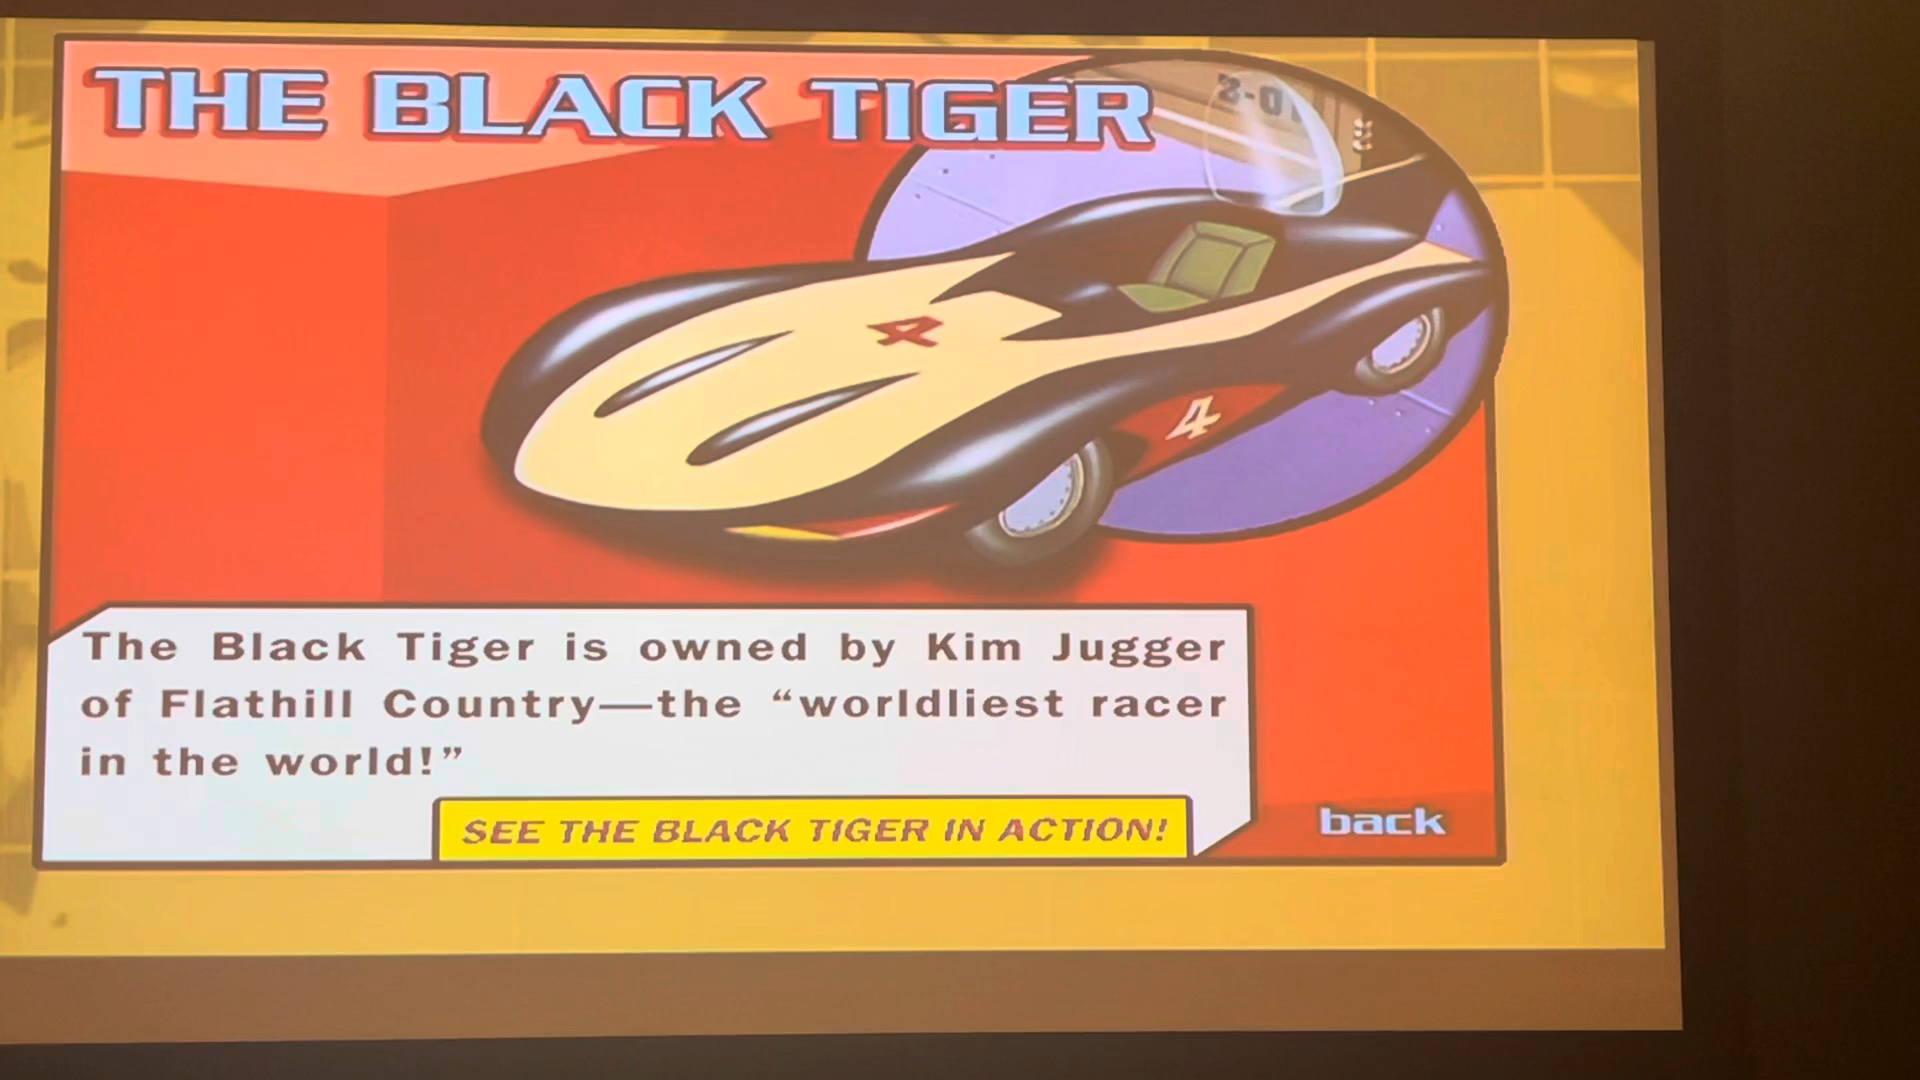 THE BLACK TIGER
4
4
The Black Tiger is owned by Kim Jugger
of Flathill Country—the “worldliest racer
in the world!”
SEE THE BLACK TIGER IN ACTION!
back